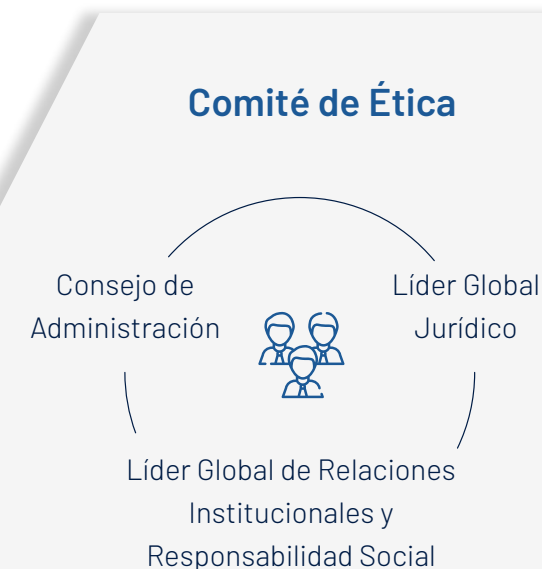 Comité de Ética
Consejo de
Administración
Líder Global
Jurídico
Líder Global de Relaciones
Institucionales y
Responsabilidad Social